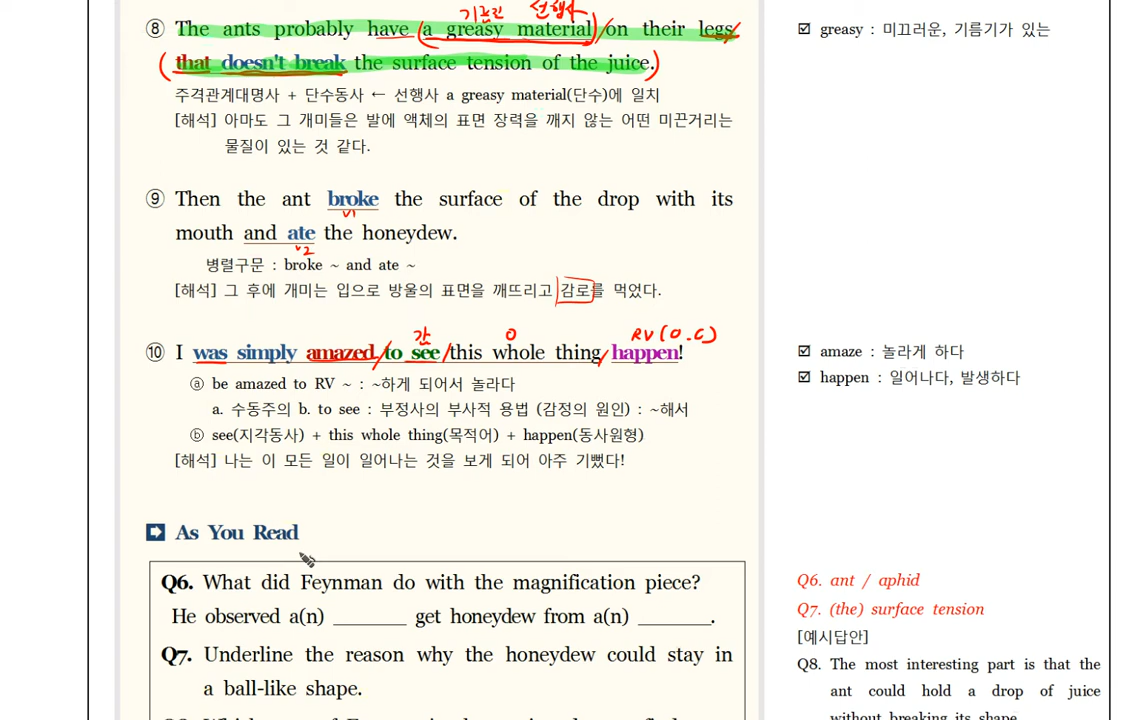 기름진 선행사
⑧ The ants probably have a greasy material/on their legs/
(that doesn't break the surface tension of the juice.)
주격관계대명사 + 단수동사 ← 선행사 a greasy material(단수)에 일치
[해석] 아마도 그 개미들은 발에 액체의 표면 장력을 깨지 않는 어떤 미끈거리는
물질이 있는 것 같다.
☑ greasy : 미끄러운, 기름기가 있는
⑨ Then the ant broke the surface of the drop with its
V1
mouth and ate the honeydew.
V2
병렬구문 : broke ~ and ate ~
[해석] 그 후에 개미는 입으로 방울의 표면을 깨뜨리고 감로를 먹었다.
간 O RV(O.C)
⑩ I was simply amazed/to see/this whole thing/happen!
ⓐ be amazed to RV ~ : ~하게 되어서 놀라다
a. 수동주의 b. to see : 부정사의 부사적 용법 (감정의 원인) : ~해서
ⓑ see(지각동사) + this whole thing(목적어) + happen(동사원형)
[해석] 나는 이 모든 일이 일어나는 것을 보게 되어 아주 기뻤다!
☑ amaze : 놀라게 하다
☑ happen : 일어나다, 발생하다
As You Read
Q6. What did Feynman do with the magnification piece?
He observed a(n) ________ get honeydew from a(n) ________.
Q7. Underline the reason why the honeydew could stay in
a ball-like shape.
Q6. ant / aphid
Q7. (the) surface tension
[예시답안]
Q8. The most interesting part is that the
ant could hold a drop of juice
without breaking its shape.